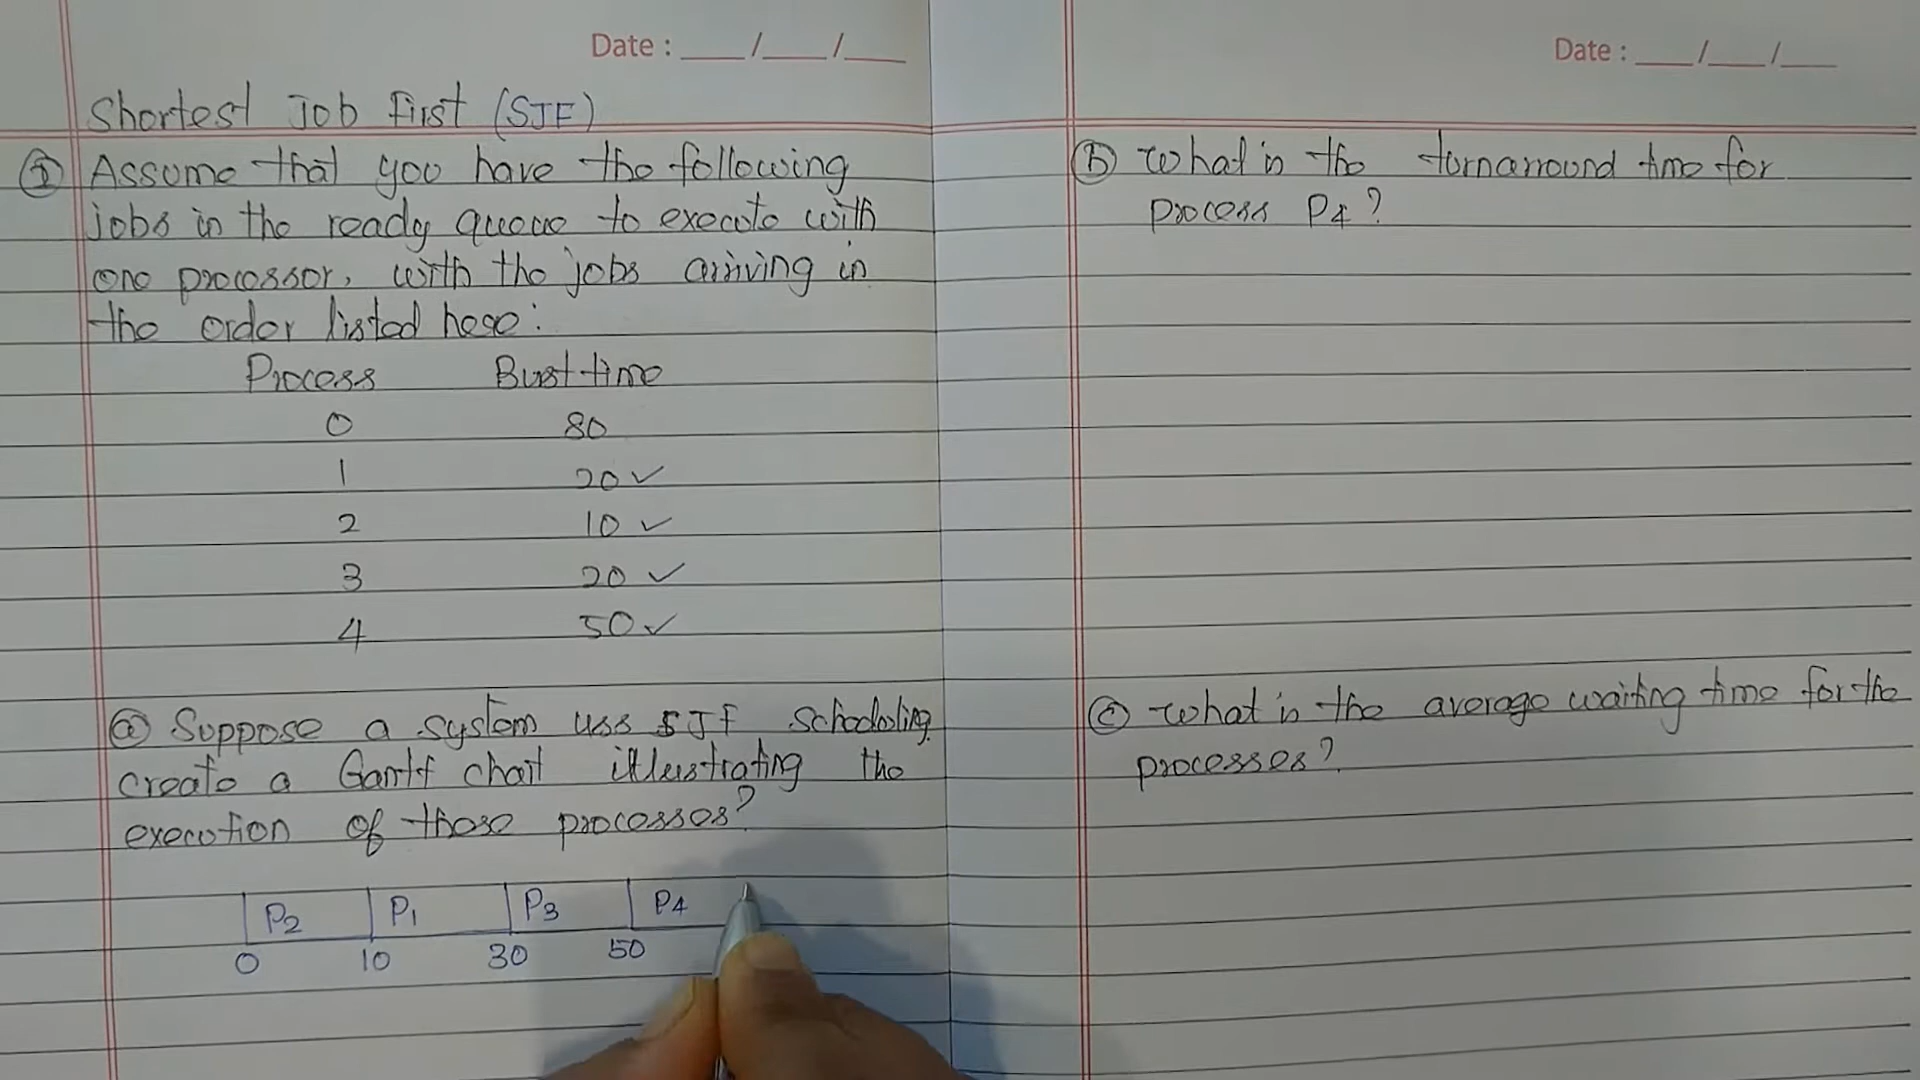 Date : ___/___/___
Shortest Job First (SJF)
① Assume that you have the following
jobs in the ready queue to execute with
one processor, with the jobs arriving in
the order listed here:
Process Burst time
0 80
1 20 ✓
2 10 ✓
3 20 ✓
4 50 ✓
ⓐ Suppose a system uses SJF scheduling
create a Gantt chart illustrating the
execution of those processes?
P2 P1 P3 P4
0 10 30 50
Date : ___/___/___
ⓑ What is the turnarround time for
process P4?
ⓒ What is the average waiting time for the
processes?